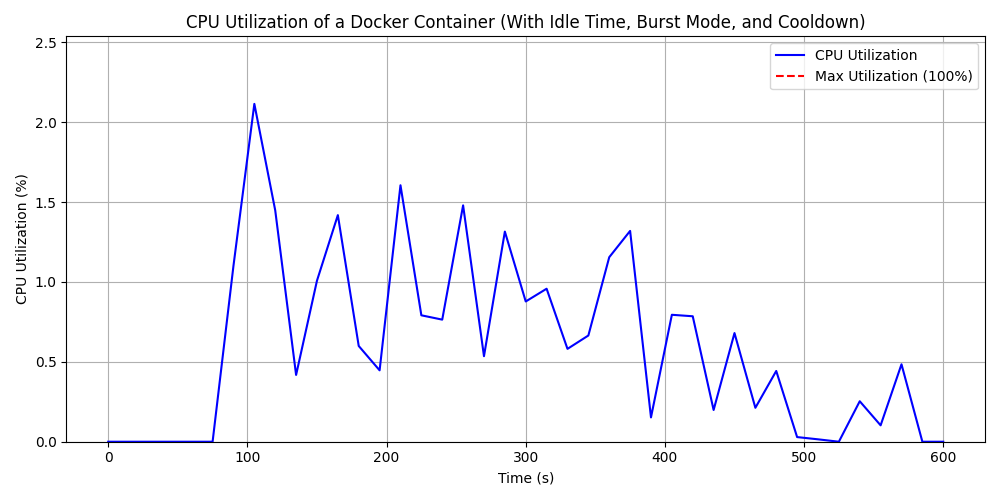 CPU Utilization of a Docker Container (With Idle Time, Burst Mode, and Cooldown)
CPU Utilization
Max Utilization (100%)
CPU Utilization (%)
2.5
2.0
1.5
1.0
0.5
0.0
0 100 200 300 400 500 600
Time (s)